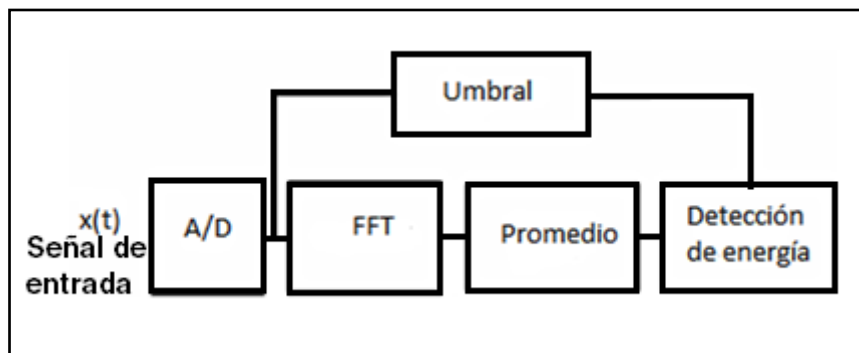 Umbral
x(t)
Señal de
entrada
A/D
FFT
Promedio
Detección
de energía